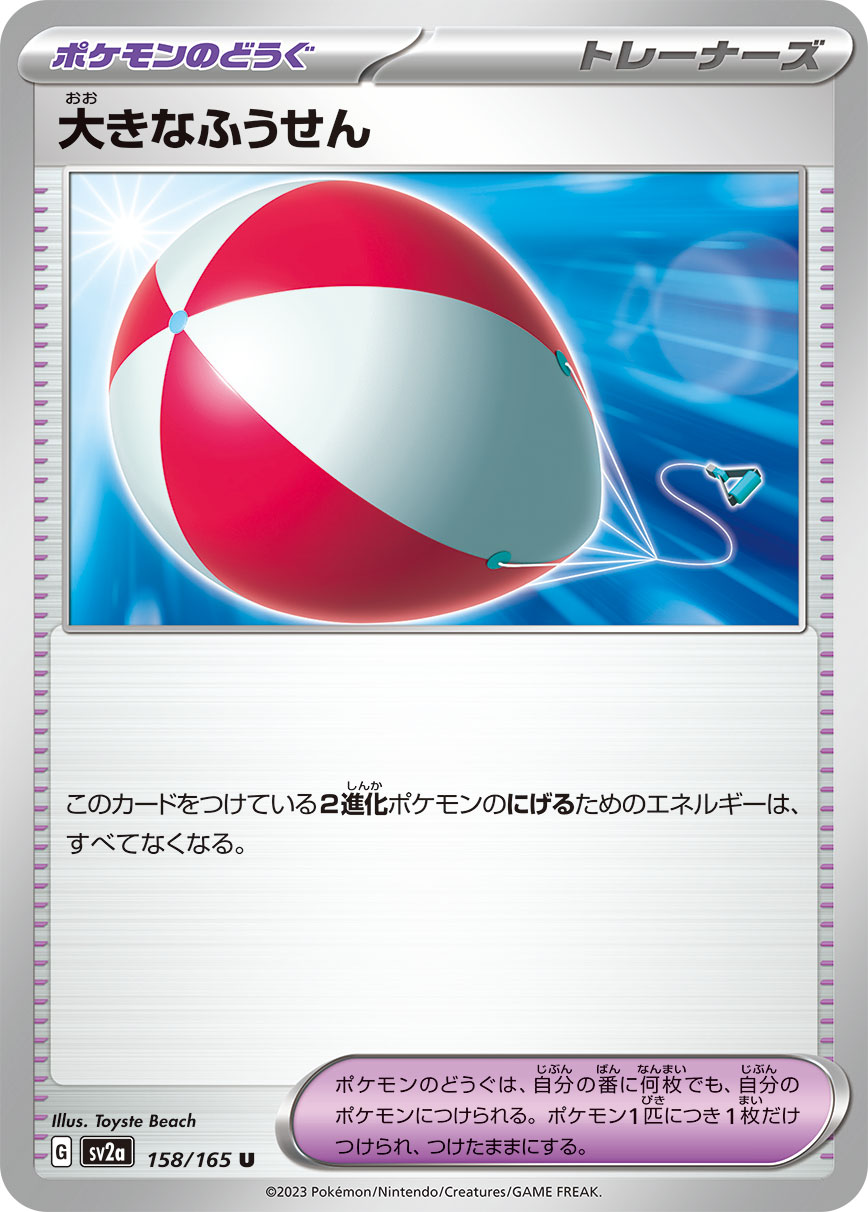 ポケモンのどうぐ
トレーナーズ
おお
大きなふうせん
しんか
このカードをつけている2進化ポケモンのにげるためのエネルギーは、
すべてなくなる。
じぶん ばん なんまい じぶん
ポケモンのどうぐは、自分の番に何枚でも、自分の
びき まい
ポケモンにつけられる。ポケモン1匹につき1枚だけ
つけられ、つけたままにする。
Illus. Toyste Beach
G sv2a 158/165 U
©2023 Pokémon/Nintendo/Creatures/GAME FREAK.